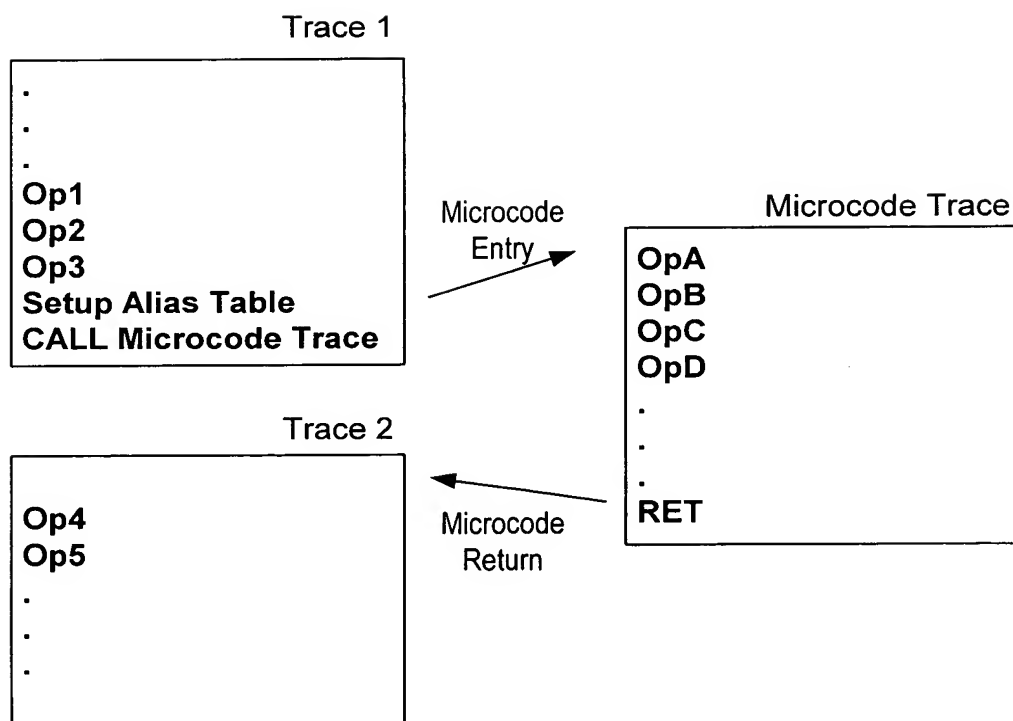 Trace 1
.
.
.
Op1
Op2
Op3
Setup Alias Table
CALL Microcode Trace
Microcode
Entry
Microcode Trace
OpA
OpB
OpC
OpD
.
.
.
RET
Microcode
Return
Trace 2
Op4
Op5
.
.
.